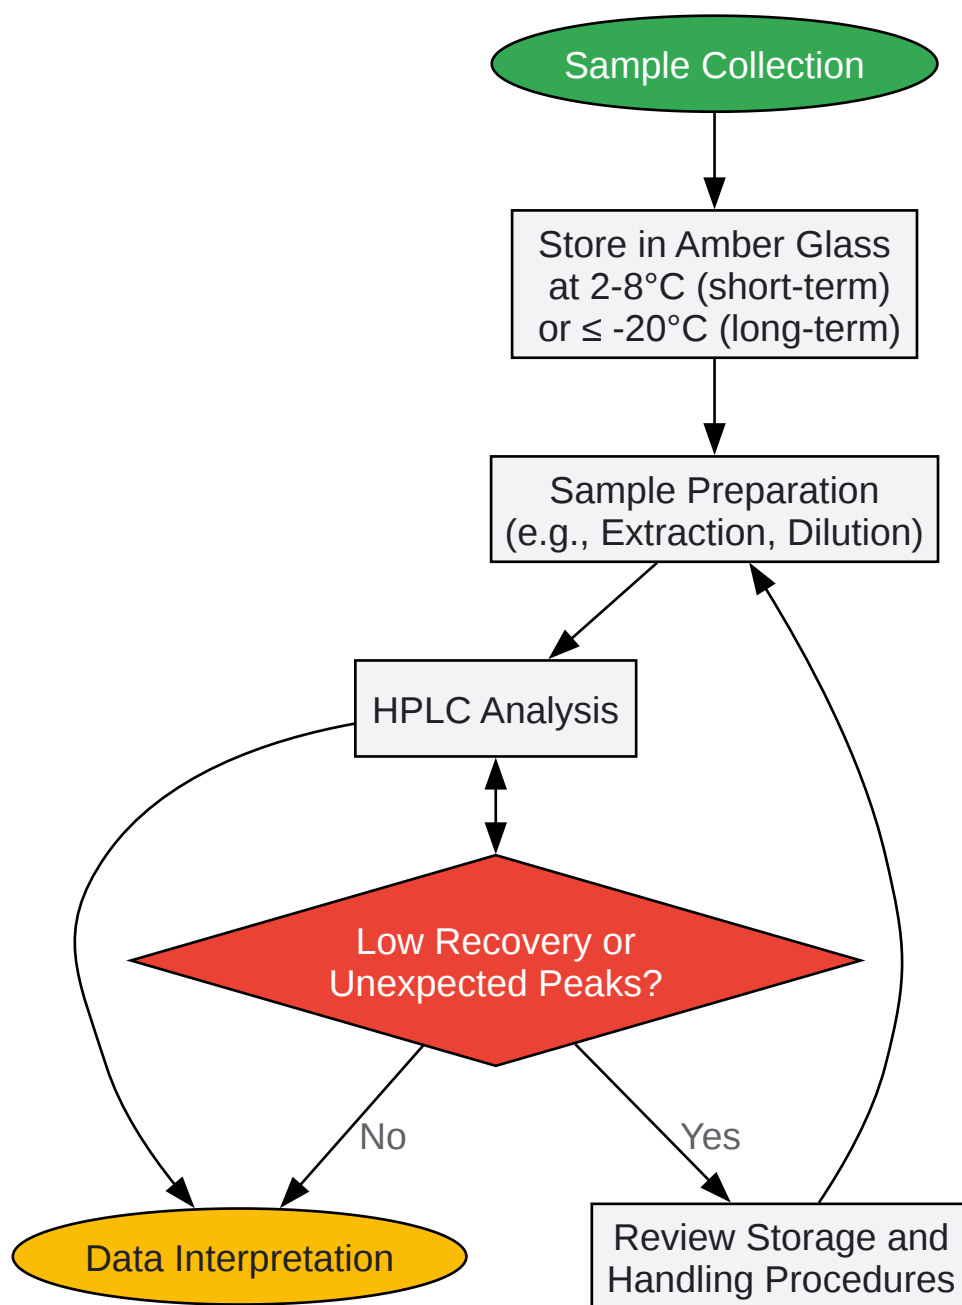 Sample Collection
Store in Amber Glass
at 2-8°C (short-term)
or ≤ -20°C (long-term)
Sample Preparation
(e.g., Extraction, Dilution)
HPLC Analysis
Low Recovery or
Unexpected Peaks?
No
Yes
Data Interpretation
Review Storage and
Handling Procedures